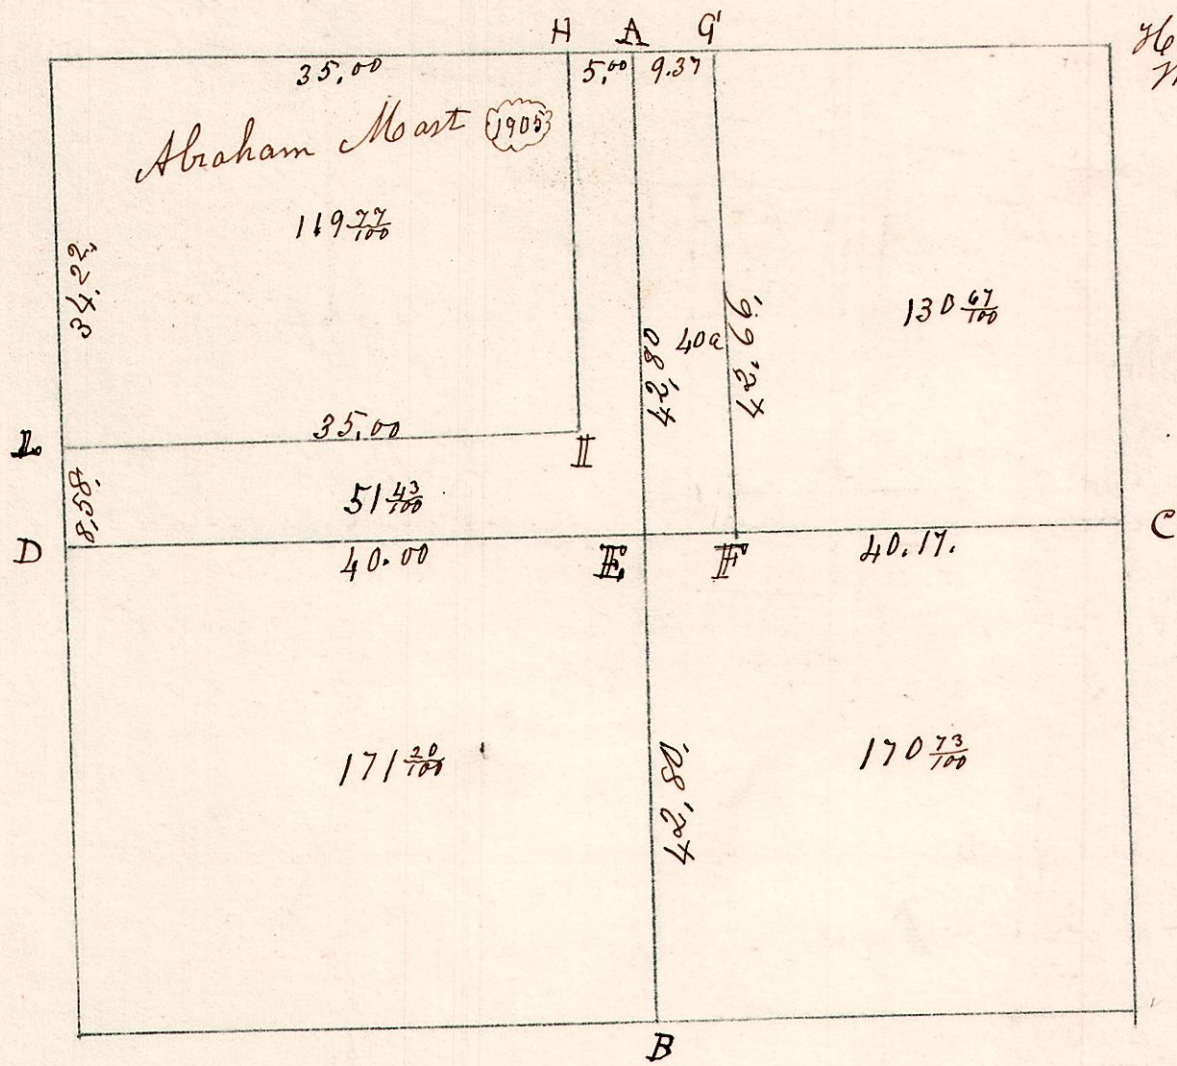 H A G
35,00 5,00 9.37
Abraham Mast 1905
119 77/100
34.22,
130 67/100
40a
42,80
42,66
L. 35,00 I
8,58,
51 43/100
D 40.00 E. F 40.17. C
171 20/100
170 73/100
42,80
B